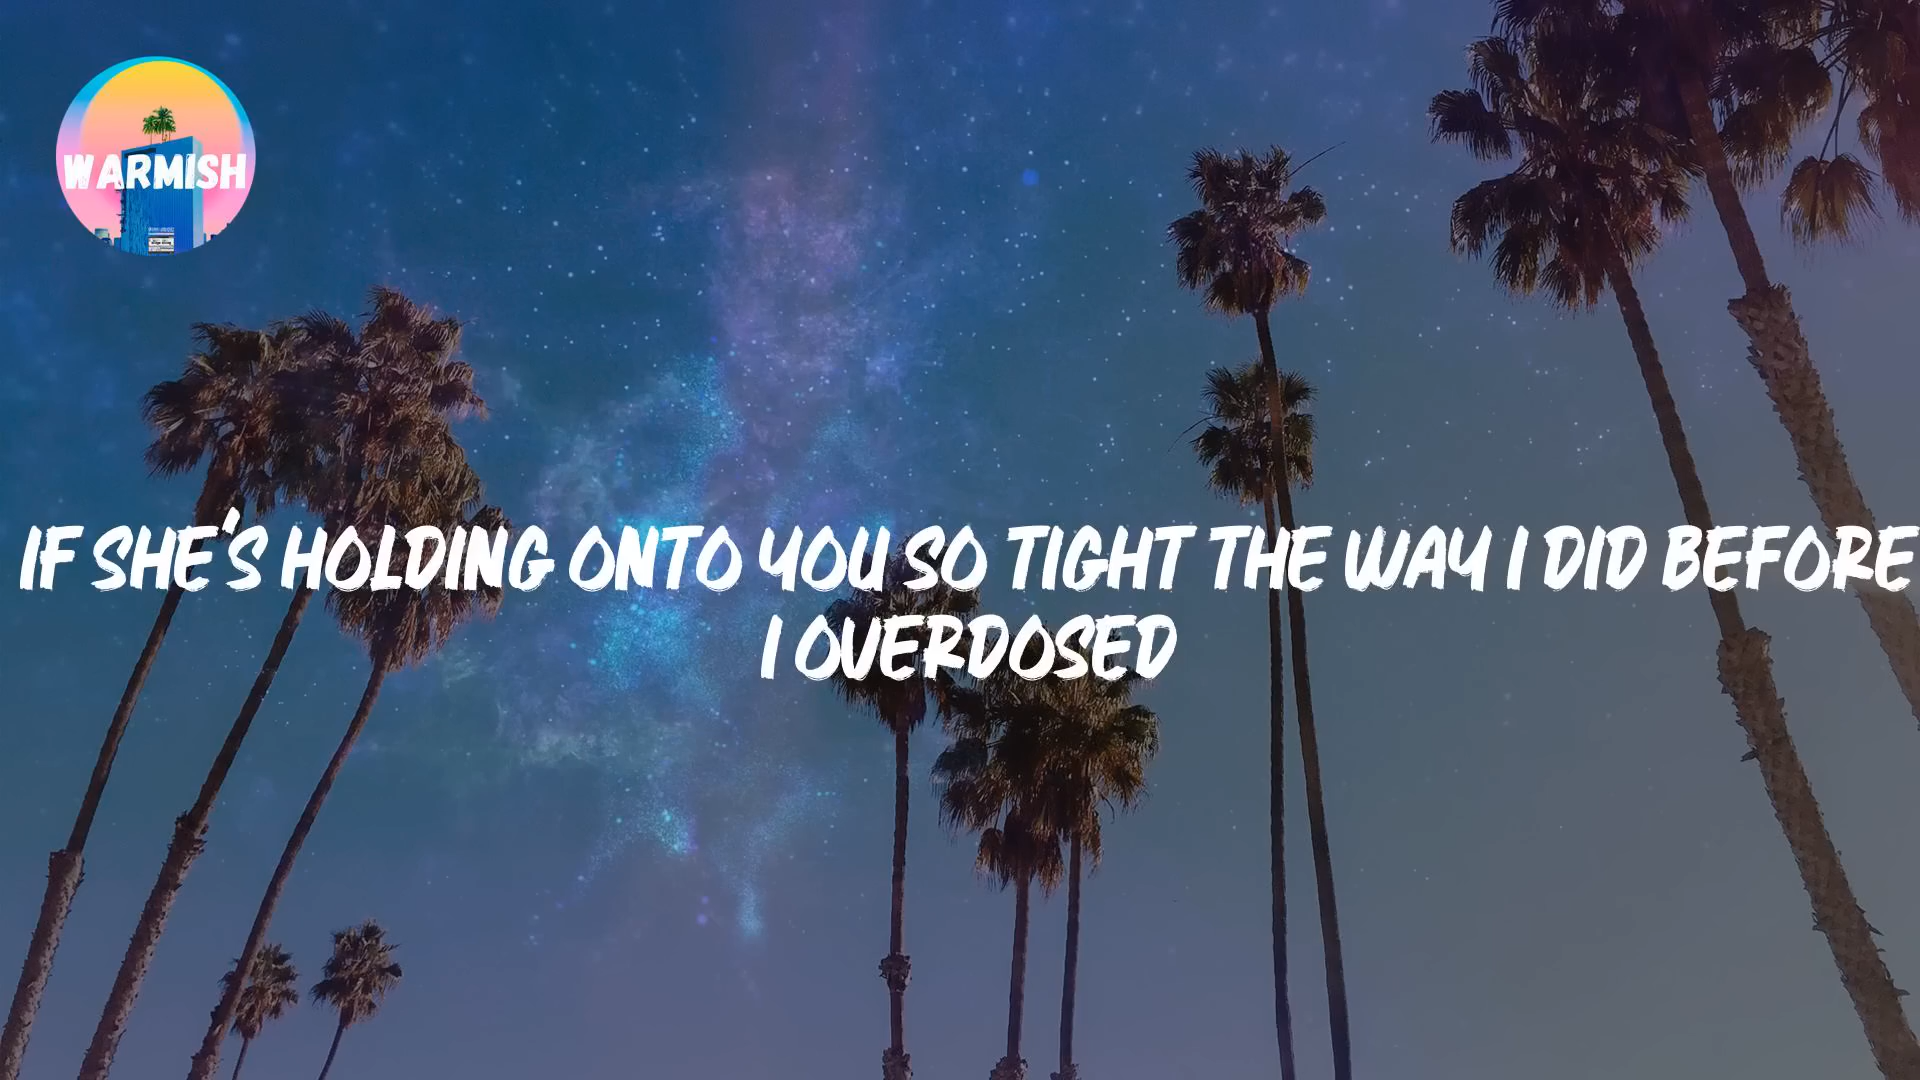 WARMISH
IF SHE'S HOLDING ONTO YOU SO TIGHT THE WAY I DID BEFORE
I OVERDOSED